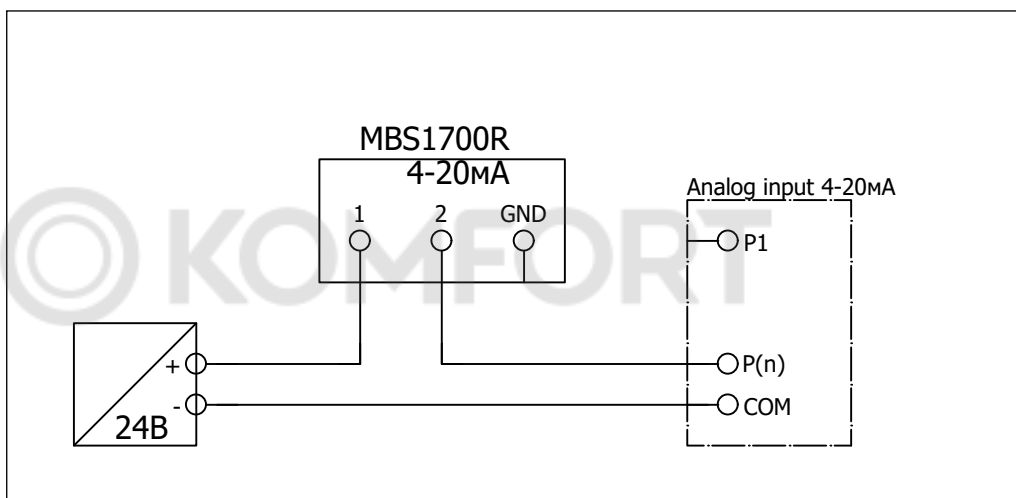 MBS1700R
4-20мА
Analog input 4-20мА
1 2 GND
P1
KOMFORT
+ P(n)
- COM
24В